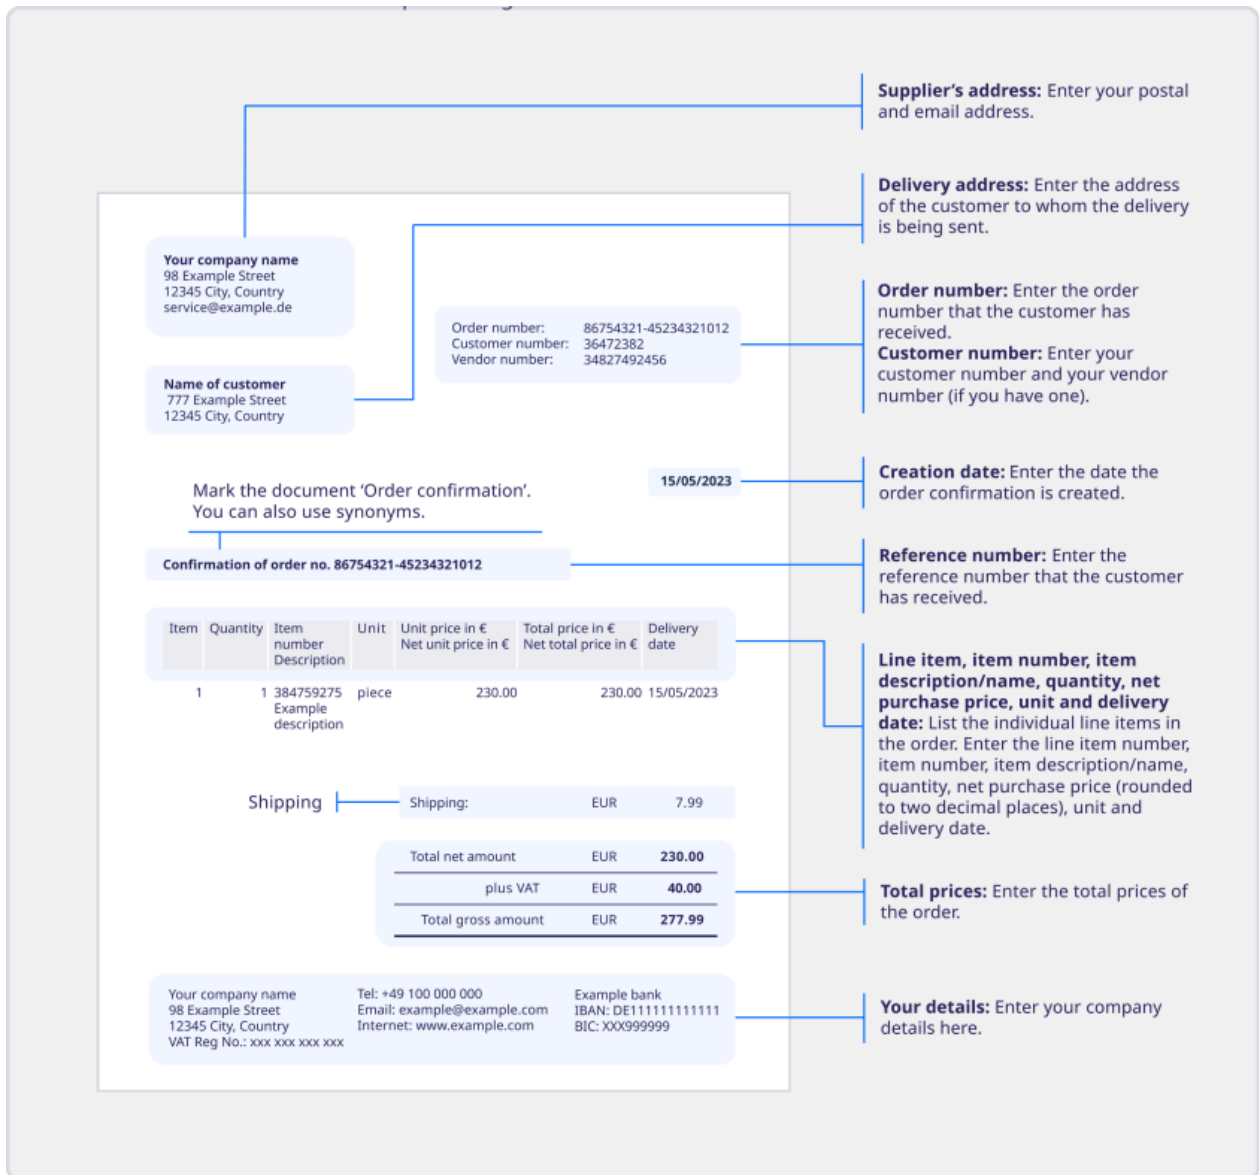 Supplier's address: Enter your postal
and email address.
Delivery address: Enter the address
of the customer to whom the delivery
is being sent.
Your company name
98 Example Street
12345 City, Country
service@example.de
Order number: 86754321-45234321012
Customer number: 36472382
Vendor number: 34827492456
Order number: Enter the order
number that the customer has
received.
Customer number: Enter your
customer number and your vendor
number (if you have one).
Name of customer
777 Example Street
12345 City, Country
15/05/2023
Creation date: Enter the date the
order confirmation is created.
Mark the document ‘Order confirmation’.
You can also use synonyms.
Confirmation of order no. 86754321-45234321012
Reference number: Enter the
reference number that the customer
has received.
Item Quantity Item Unit Unit price in € Total price in € Delivery
number Net unit price in € Net total price in € date
Description
1 1 384759275 piece 230.00 230.00 15/05/2023
Example
description
Line item, item number, item
description/name, quantity, net
purchase price, unit and delivery
date: List the individual line items in
the order. Enter the line item number,
item number, item description/name,
quantity, net purchase price (rounded
to two decimal places), unit and
delivery date.
Shipping
Shipping: EUR 7.99
Total net amount EUR 230.00
plus VAT EUR 40.00
Total gross amount EUR 277.99
Total prices: Enter the total prices of
the order.
Your company name
98 Example Street
12345 City, Country
VAT Reg No.: xxx xxx xxx xxx
Tel: +49 100 000 000
Email: example@example.com
Internet: www.example.com
Example bank
IBAN: DE111111111111
BIC: XXX999999
Your details: Enter your company
details here.